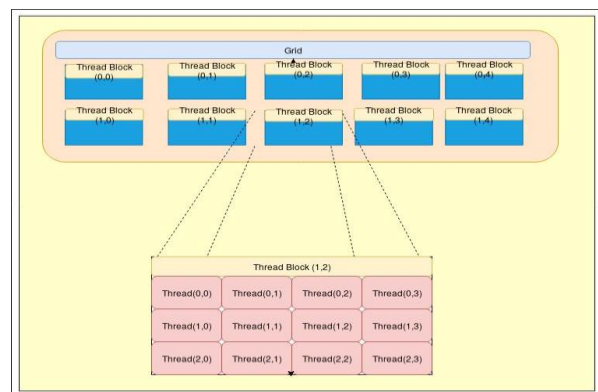 Grid
Thread Block
(0,0)
Thread Block
(0,1)
Thread Block
(0,2)
Thread Block
(0,3)
Thread Block
(0,4)
Thread Block
(1,0)
Thread Block
(1,1)
Thread Block
(1,2)
Thread Block
(1,3)
Thread Block
(1,4)
Thread Block (1,2)
Thread(0,0)
Thread(0,1)
Thread(0,2)
Thread(0,3)
Thread(1,0)
Thread(1,1)
Thread(1,2)
Thread(1,3)
Thread(2,0)
Thread(2,1)
Thread(2,2)
Thread(2,3)